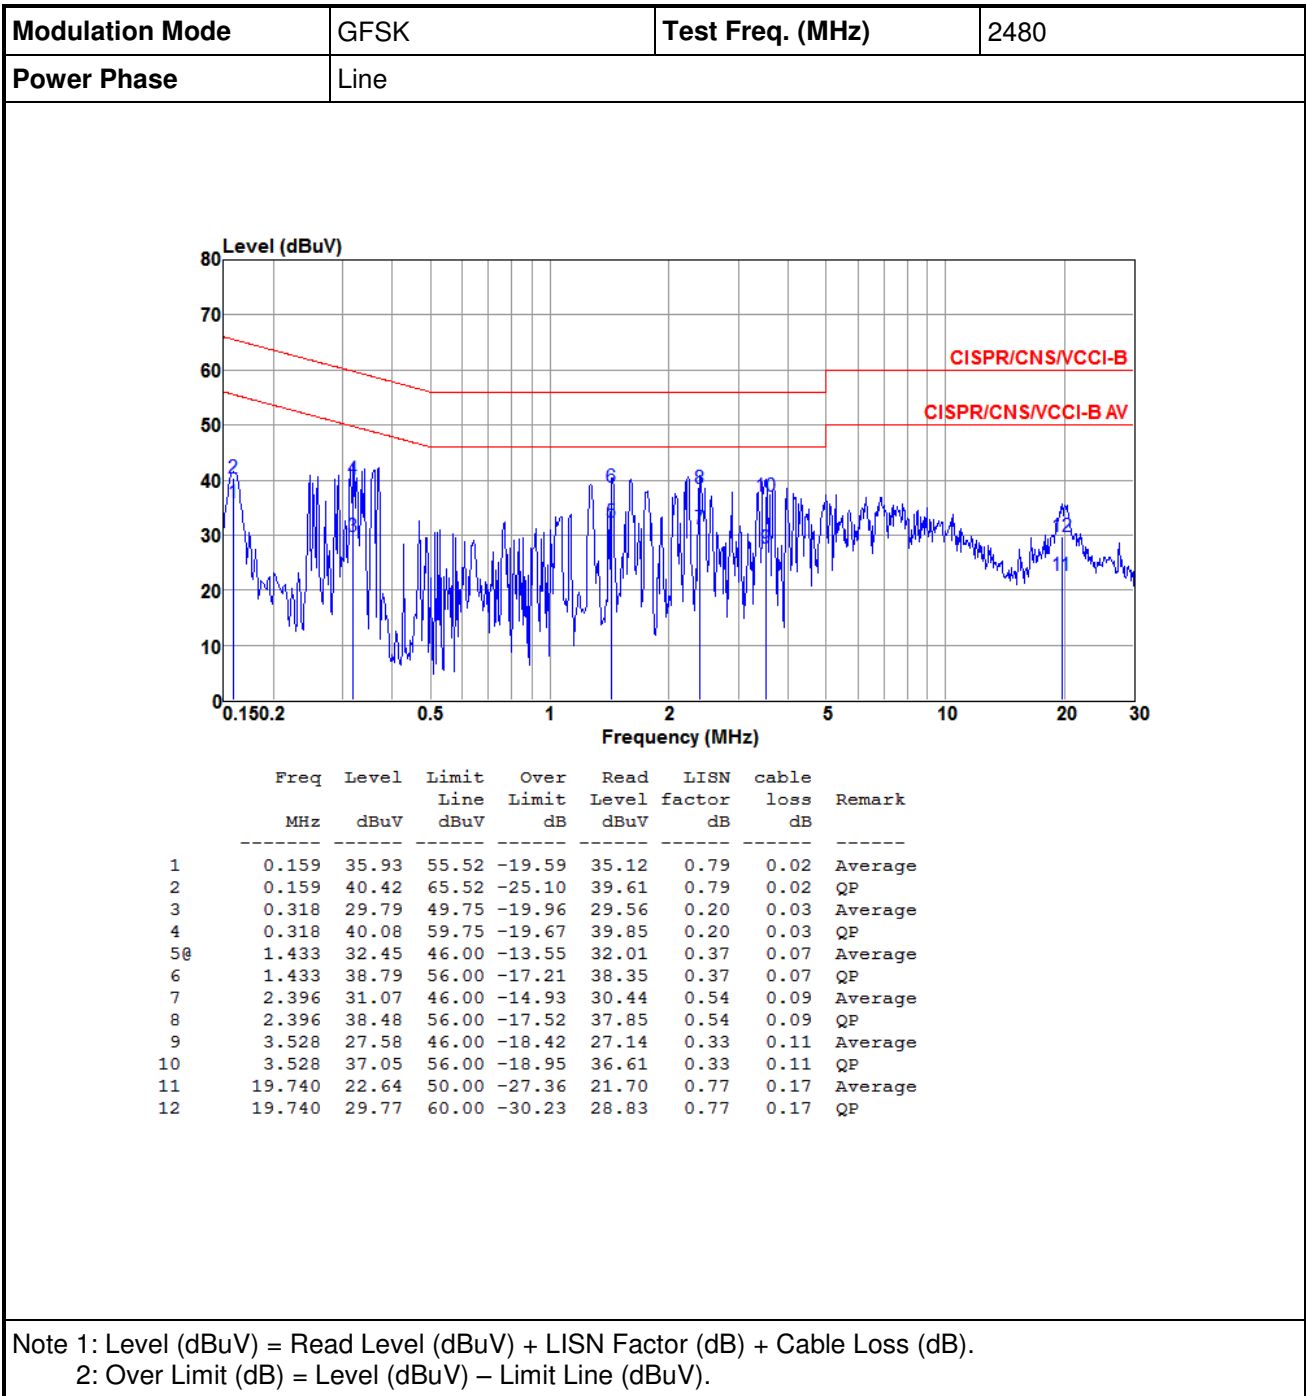 Modulation Mode GFSK Test Freq. (MHz) 2480
Power Phase Line
Level (dBuV)
80
70
60
50
40
30
20
10
0
CISPR/CNS/VCCI-B
CISPR/CNS/VCCI-B AV
2
1
4
3
6
5
8
7
10
9
12
11
0.15 0.2 0.5 1 2 5 10 20 30
Frequency (MHz)
Freq Level Limit Over Read LISN cable
Line Limit Level factor loss Remark
MHz dBuV dBuV dB dBuV dB dB
------- ------ ------ ------ ------ ------ ------ ------
1 0.159 35.93 55.52 -19.59 35.12 0.79 0.02 Average
2 0.159 40.42 65.52 -25.10 39.61 0.79 0.02 QP
3 0.318 29.79 49.75 -19.96 29.56 0.20 0.03 Average
4 0.318 40.08 59.75 -19.67 39.85 0.20 0.03 QP
5@ 1.433 32.45 46.00 -13.55 32.01 0.37 0.07 Average
6 1.433 38.79 56.00 -17.21 38.35 0.37 0.07 QP
7 2.396 31.07 46.00 -14.93 30.44 0.54 0.09 Average
8 2.396 38.48 56.00 -17.52 37.85 0.54 0.09 QP
9 3.528 27.58 46.00 -18.42 27.14 0.33 0.11 Average
10 3.528 37.05 56.00 -18.95 36.61 0.33 0.11 QP
11 19.740 22.64 50.00 -27.36 21.70 0.77 0.17 Average
12 19.740 29.77 60.00 -30.23 28.83 0.77 0.17 QP
Note 1: Level (dBuV) = Read Level (dBuV) + LISN Factor (dB) + Cable Loss (dB).
2: Over Limit (dB) = Level (dBuV) – Limit Line (dBuV).